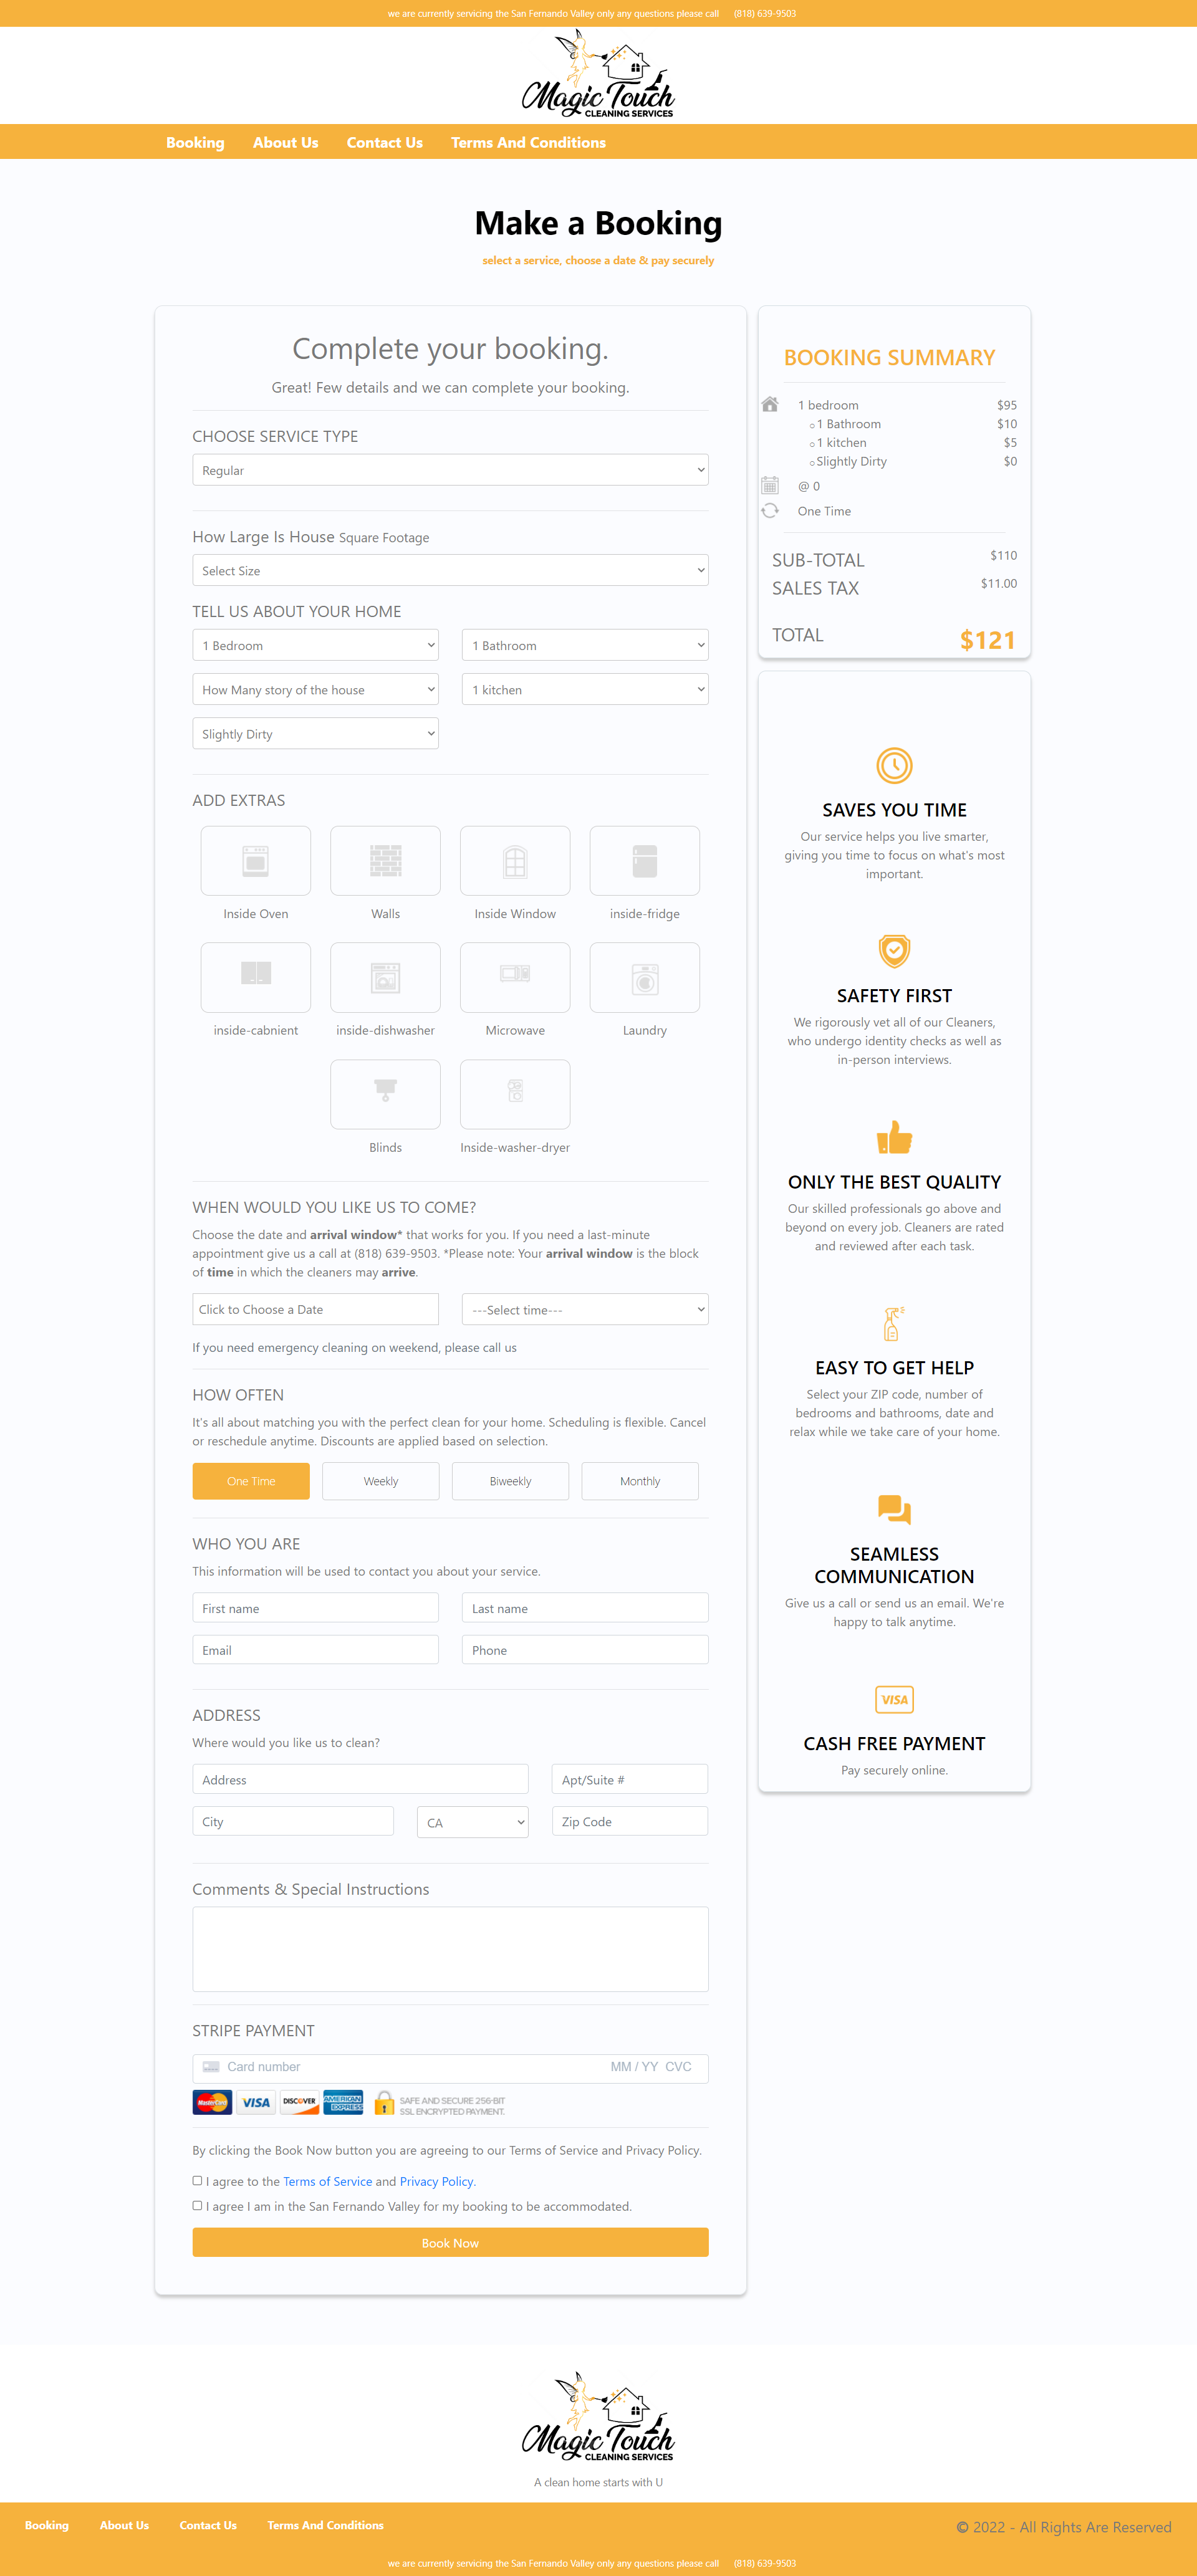 we are currently servicing the San Fernando Valley only any questions please call (818) 639-9503
Magic Touch
CLEANING SERVICES
Booking About Us Contact Us Terms And Conditions
Make a Booking
select a service, choose a date & pay securely
Complete your booking.
Great! Few details and we can complete your booking.
CHOOSE SERVICE TYPE
Regular
How Large Is House Square Footage
Select Size
TELL US ABOUT YOUR HOME
1 Bedroom 1 Bathroom
How Many story of the house 1 kitchen
Slightly Dirty
ADD EXTRAS
Inside Oven Walls Inside Window inside-fridge
inside-cabnient inside-dishwasher Microwave Laundry
Blinds Inside-washer-dryer
WHEN WOULD YOU LIKE US TO COME?
Choose the date and arrival window* that works for you. If you need a last-minute
appointment give us a call at (818) 639-9503. *Please note: Your arrival window is the block
of time in which the cleaners may arrive.
Click to Choose a Date ---Select time---
If you need emergency cleaning on weekend, please call us
HOW OFTEN
It's all about matching you with the perfect clean for your home. Scheduling is flexible. Cancel
or reschedule anytime. Discounts are applied based on selection.
One Time Weekly Biweekly Monthly
WHO YOU ARE
This information will be used to contact you about your service.
First name Last name
Email Phone
ADDRESS
Where would you like us to clean?
Address Apt/Suite #
City CA Zip Code
Comments & Special Instructions
STRIPE PAYMENT
Card number MM / YY CVC
MasterCard VISA DISCOVER AMERICAN EXPRESS SAFE AND SECURE 256-BIT
SSL ENCRYPTED PAYMENT.
By clicking the Book Now button you are agreeing to our Terms of Service and Privacy Policy.
I agree to the Terms of Service and Privacy Policy.
I agree I am in the San Fernando Valley for my booking to be accommodated.
Book Now
BOOKING SUMMARY
1 bedroom $95
1 Bathroom $10
1 kitchen $5
Slightly Dirty $0
@ 0
One Time
SUB-TOTAL $110
SALES TAX $11.00
TOTAL $121
SAVES YOU TIME
Our service helps you live smarter,
giving you time to focus on what's most
important.
SAFETY FIRST
We rigorously vet all of our Cleaners,
who undergo identity checks as well as
in-person interviews.
ONLY THE BEST QUALITY
Our skilled professionals go above and
beyond on every job. Cleaners are rated
and reviewed after each task.
EASY TO GET HELP
Select your ZIP code, number of
bedrooms and bathrooms, date and
relax while we take care of your home.
SEAMLESS
COMMUNICATION
Give us a call or send us an email. We're
happy to talk anytime.
VISA
CASH FREE PAYMENT
Pay securely online.
Magic Touch
CLEANING SERVICES
A clean home starts with U
Booking About Us Contact Us Terms And Conditions © 2022 - All Rights Are Reserved
we are currently servicing the San Fernando Valley only any questions please call (818) 639-9503